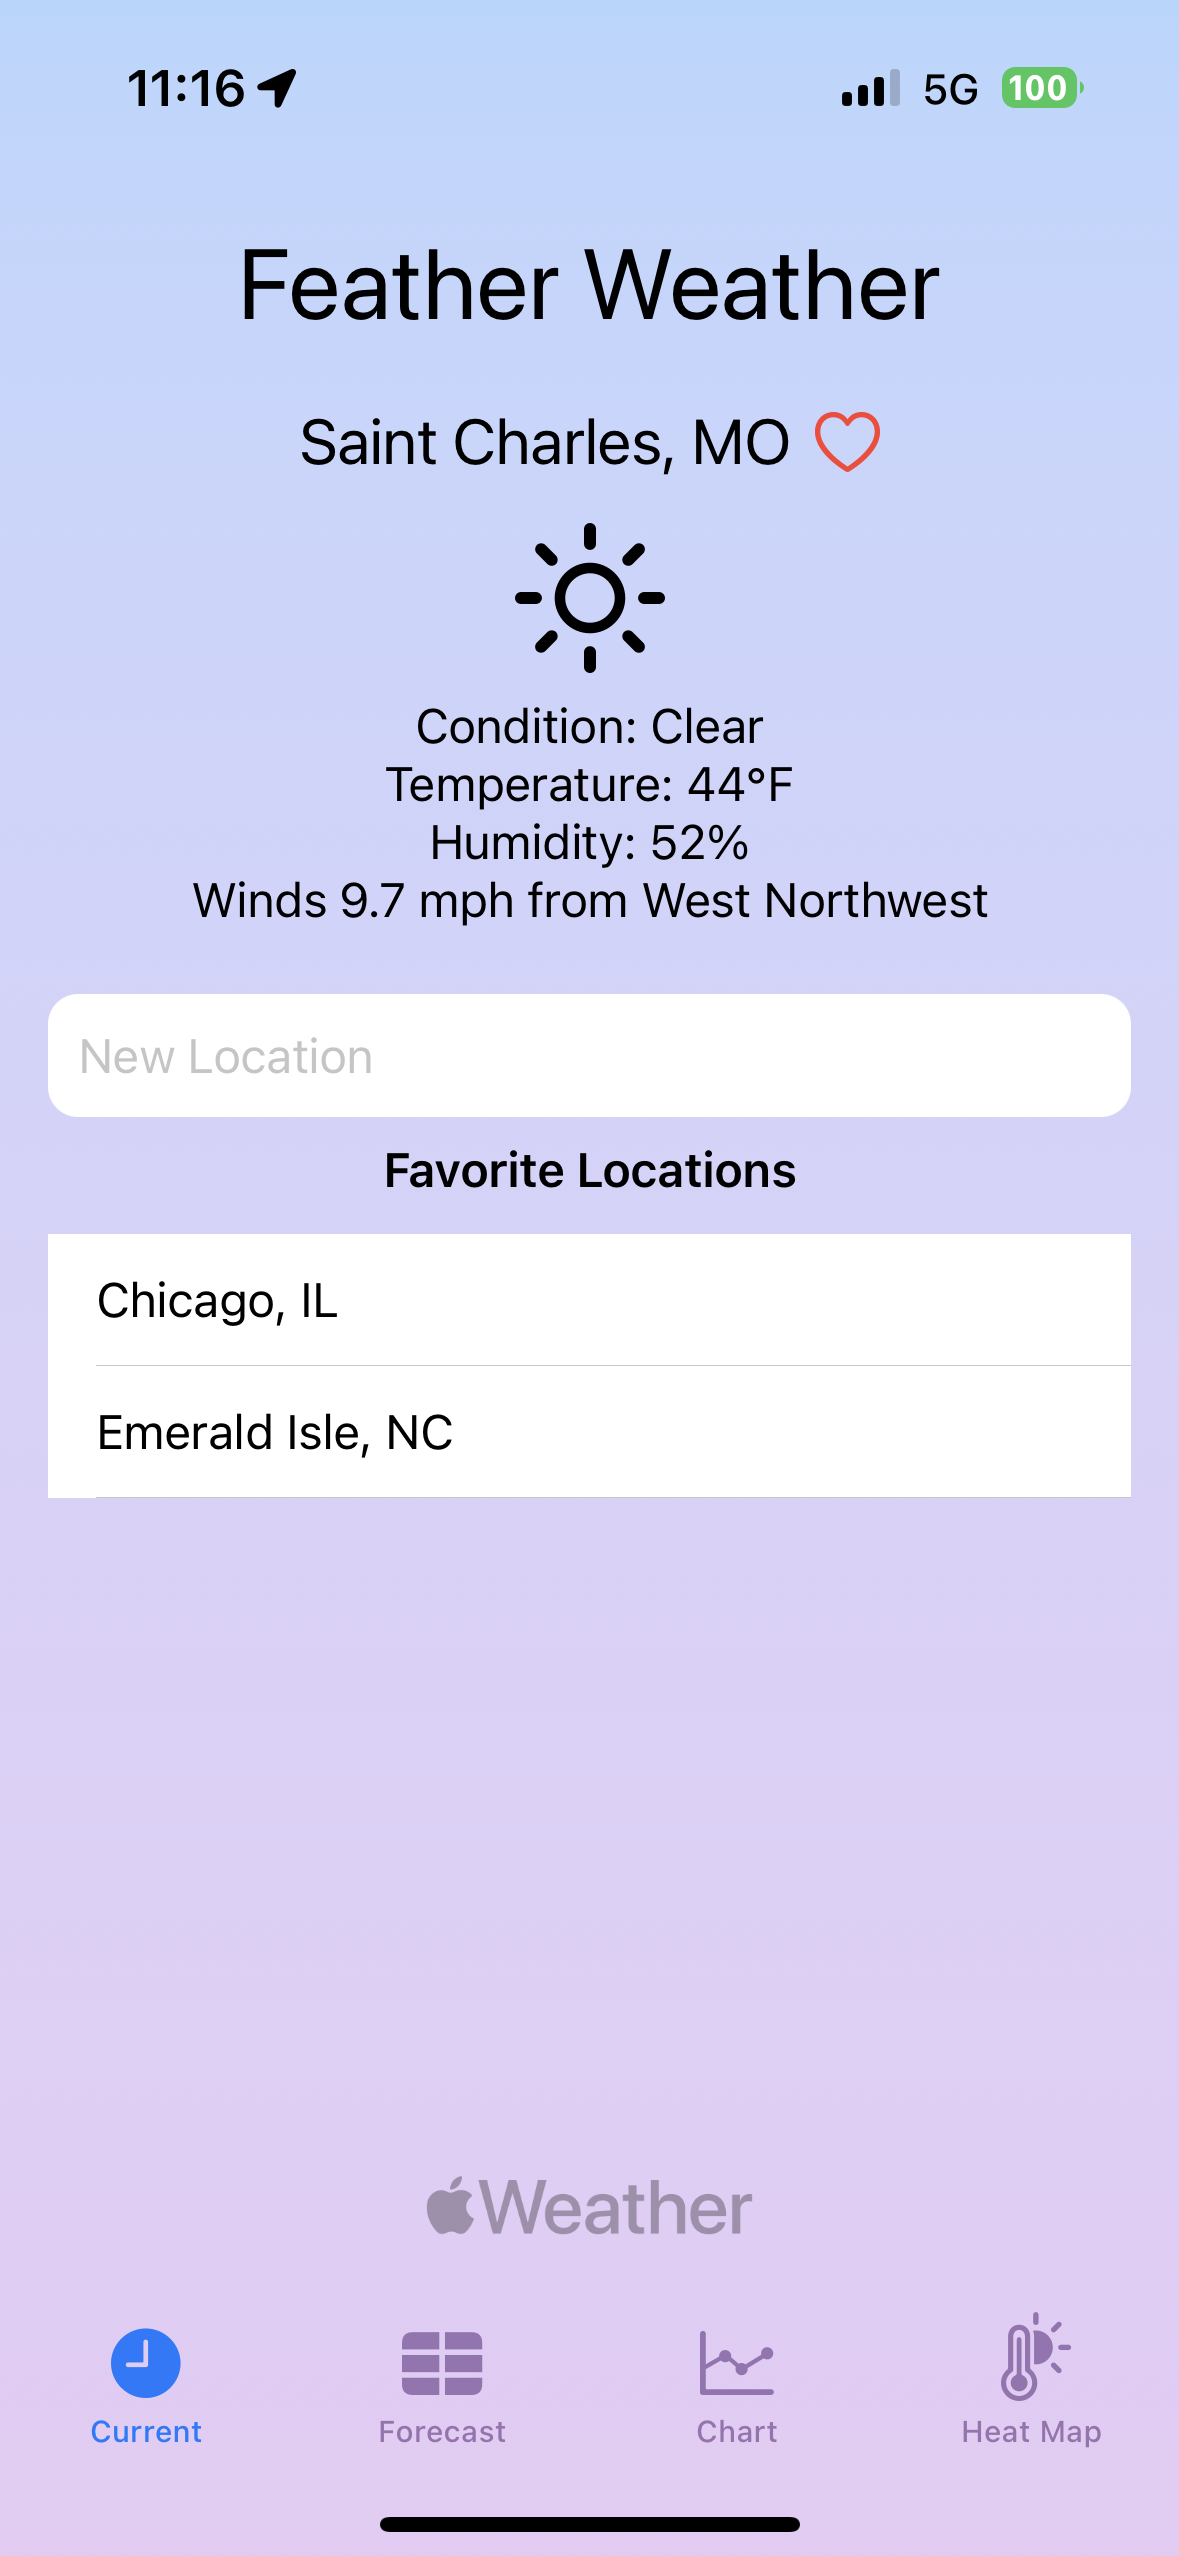 11:16 5G 100
Feather Weather
Saint Charles, MO
Condition: Clear
Temperature: 44°F
Humidity: 52%
Winds 9.7 mph from West Northwest
New Location
Favorite Locations
Chicago, IL
Emerald Isle, NC
Weather
Current Forecast Chart Heat Map